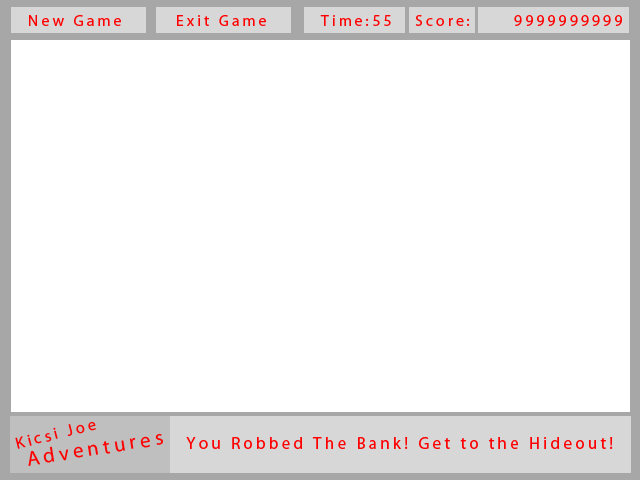 New Game
Exit Game
Time:55
Score:
9999999999
Kicsi Joe
Adventures
You Robbed The Bank! Get to the Hideout!